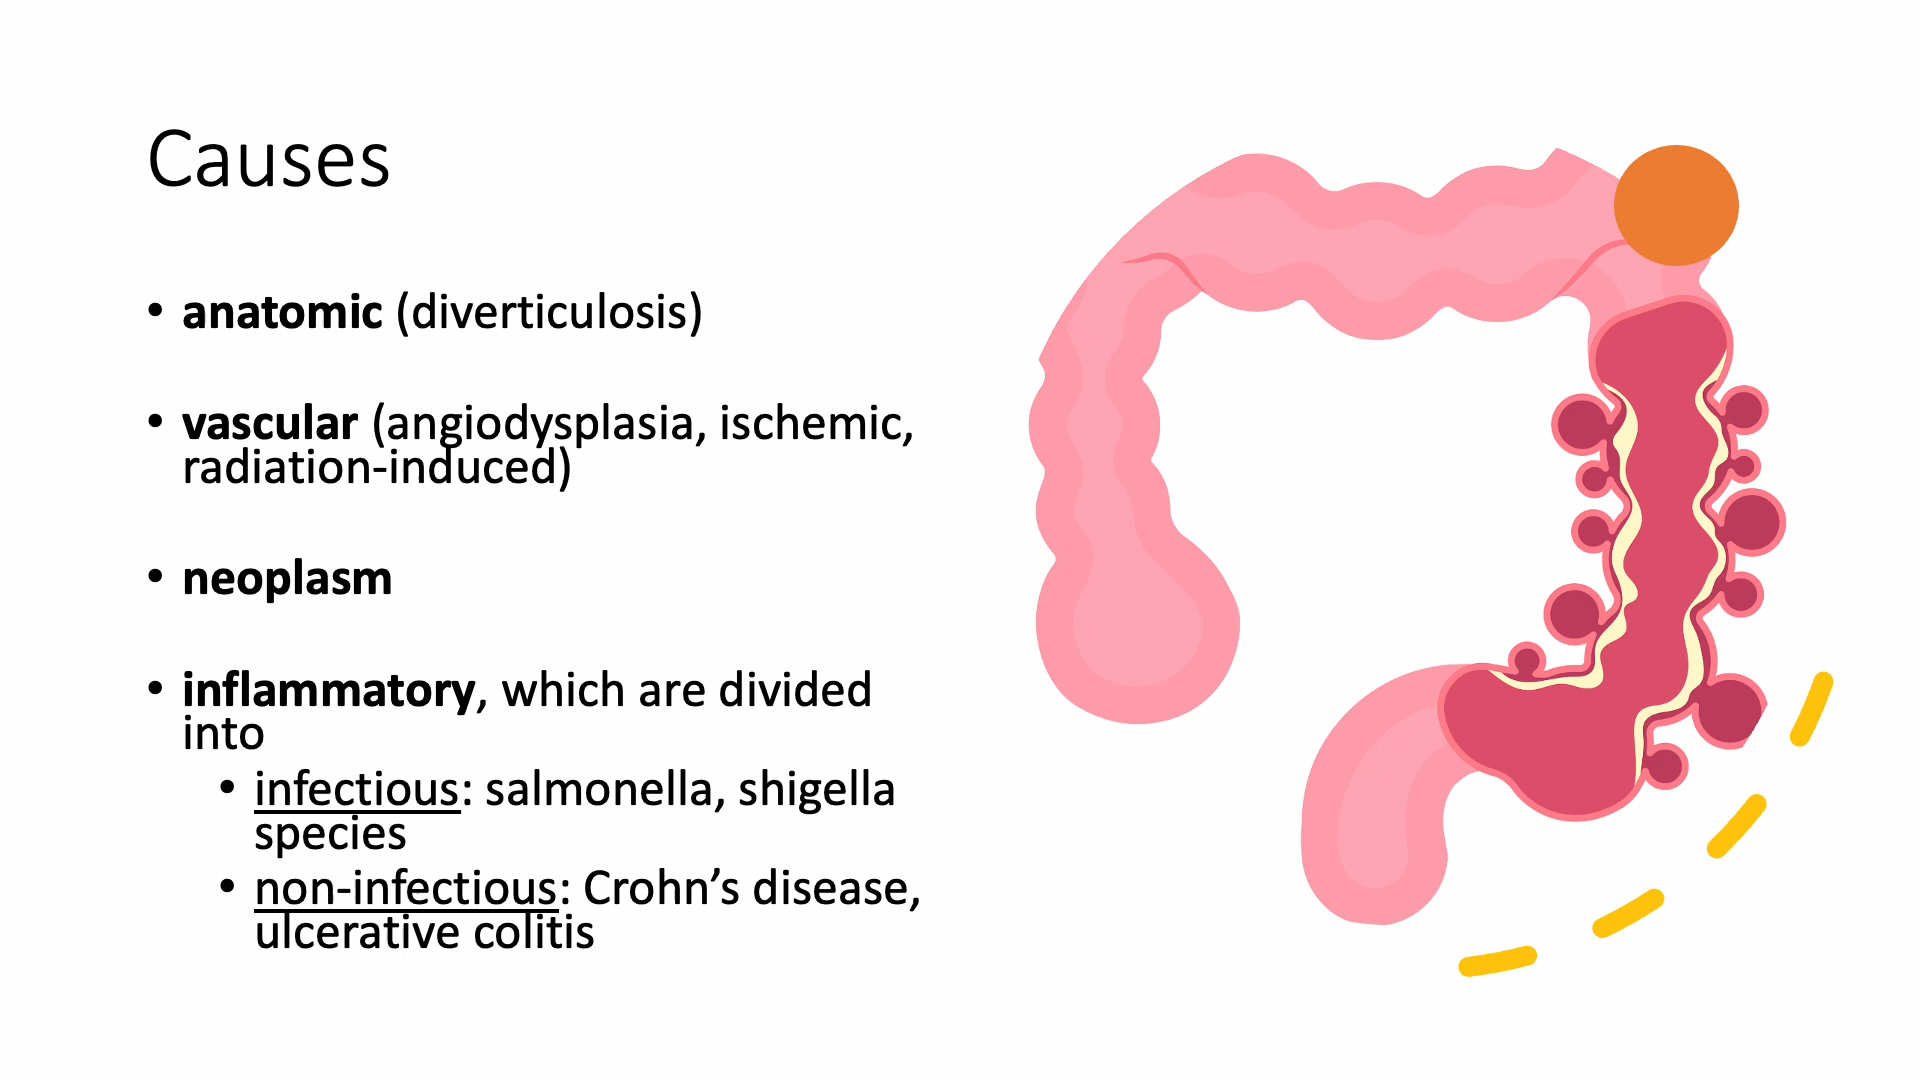 Causes
• anatomic (diverticulosis)
• vascular (angiodysplasia, ischemic,
radiation-induced)
• neoplasm
• inflammatory, which are divided
into
• infectious: salmonella, shigella
species
• non-infectious: Crohn’s disease,
ulcerative colitis